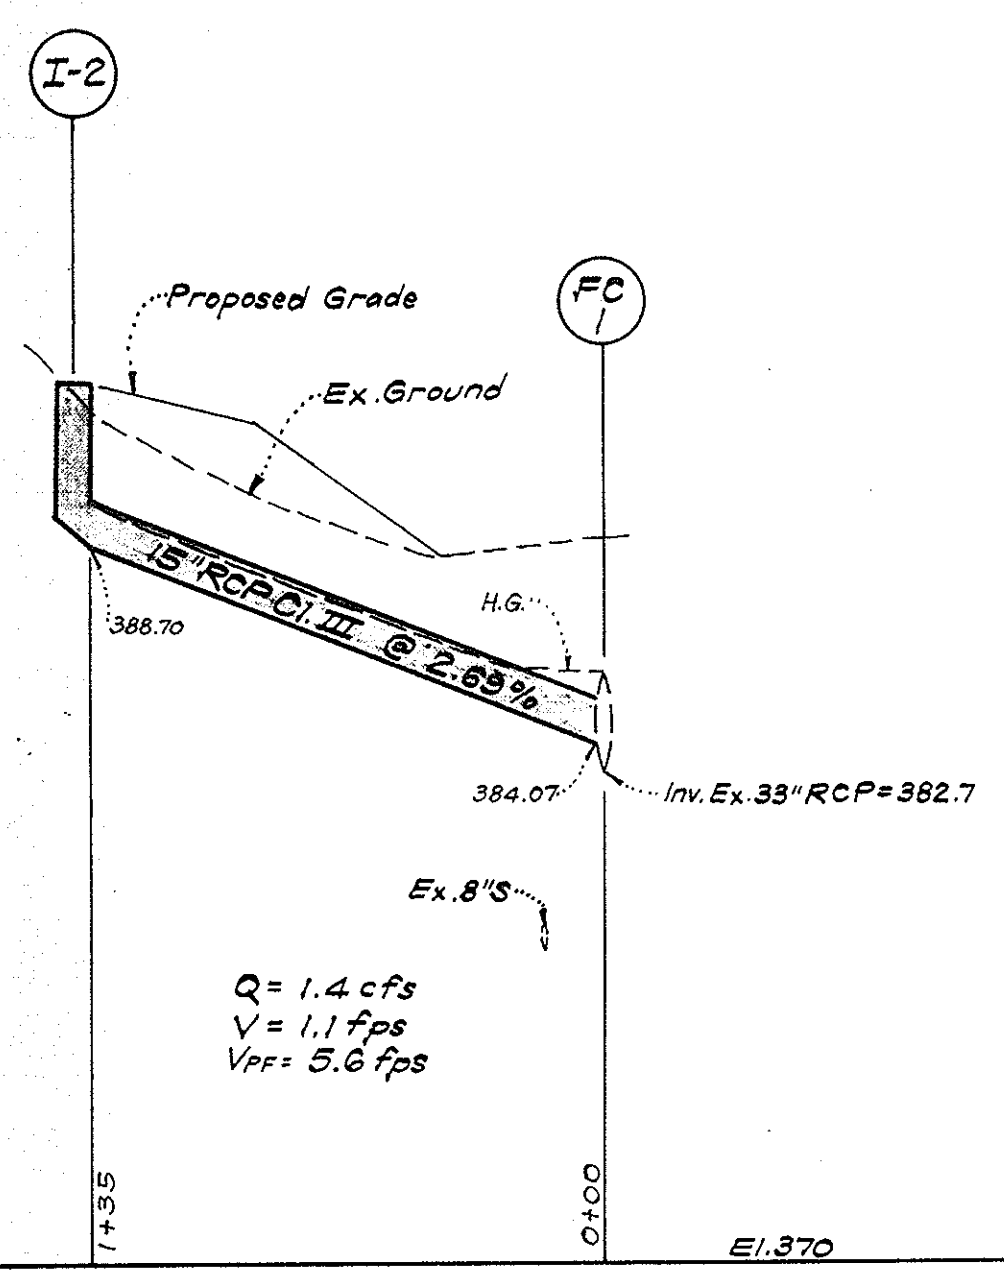 I-2
FC
1
Proposed Grade
Ex. Ground
15" RCP Cl. III @ 2.69%
H.G.
388.70
384.07
Inv. Ex. 33" RCP = 382.7
Ex. 8" S
Q = 1.4 cfs
V = 1.1 fps
VPF = 5.6 fps
1+35
0+00
El. 370